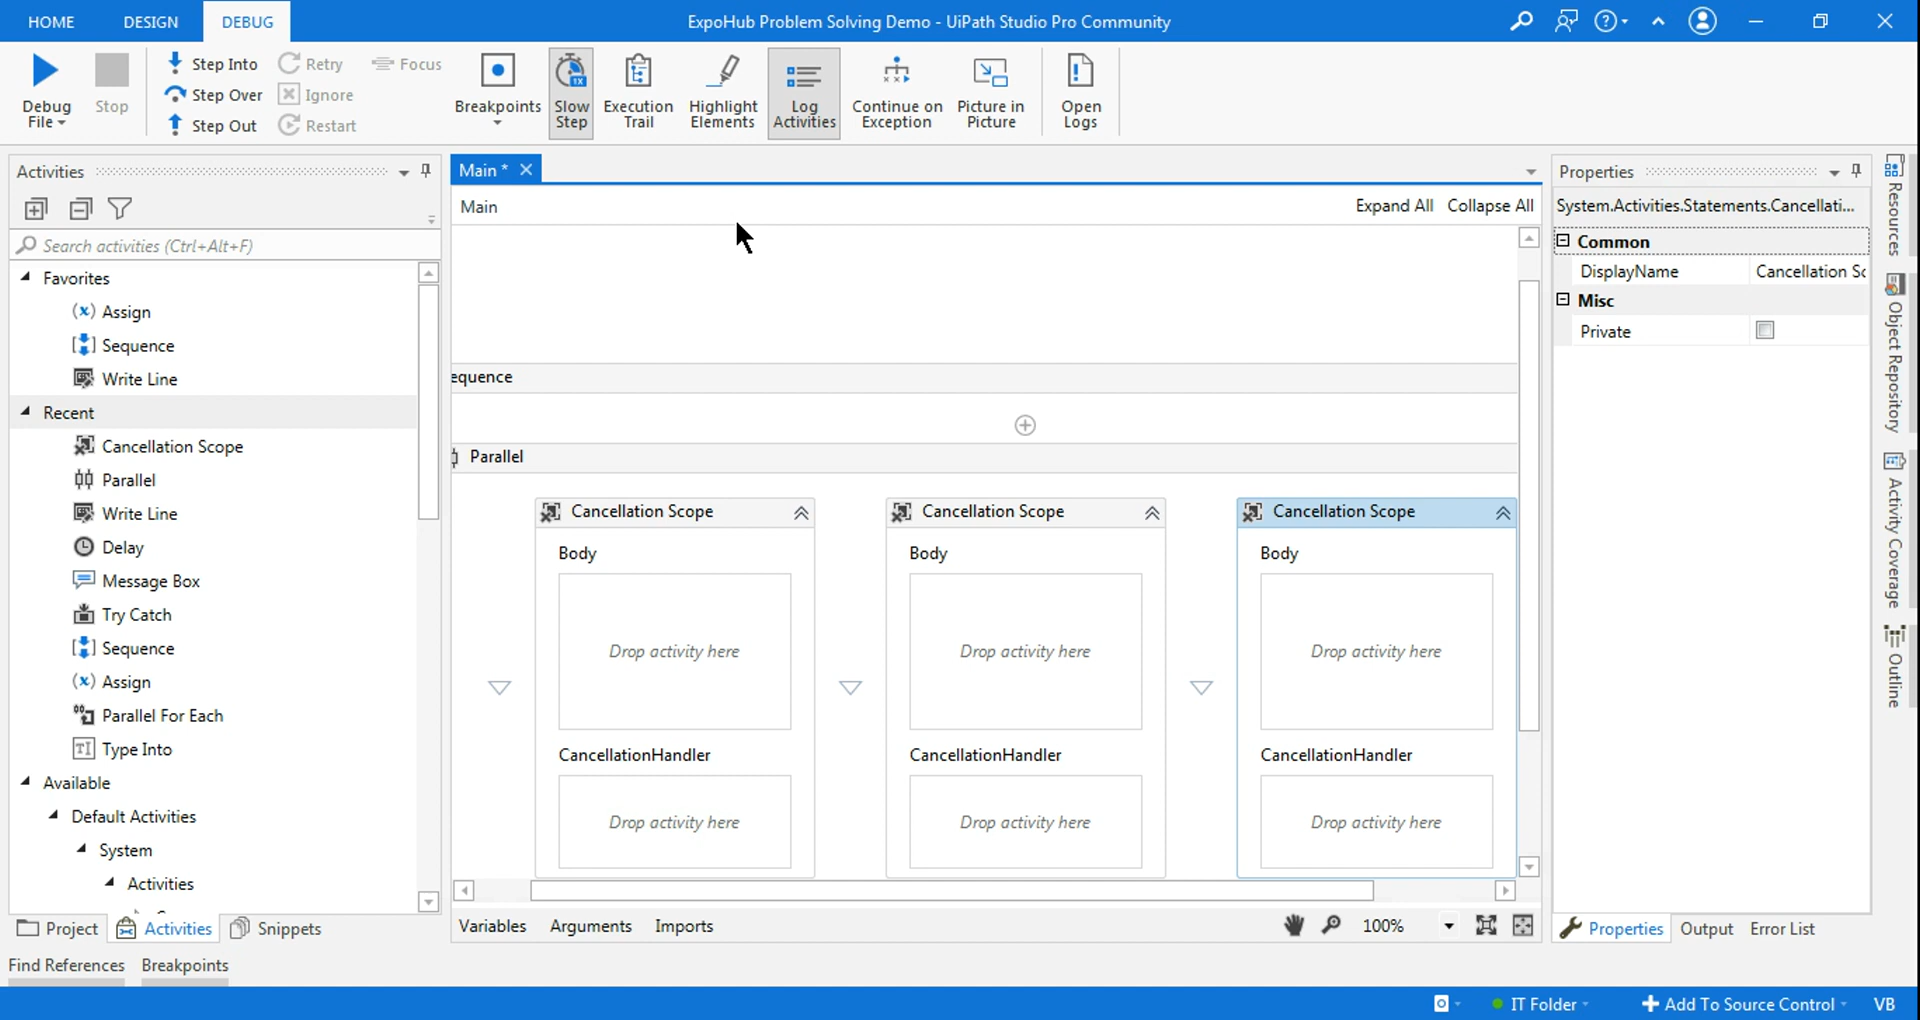 HOME DESIGN DEBUG ExpoHub Problem Solving Demo - UiPath Studio Pro Community
Debug File
Stop
Step Into
Step Over
Step Out
Retry
Ignore
Restart
Focus
Breakpoints
Slow Step
1X
Execution Trail
Highlight Elements
Log Activities
Continue on Exception
Picture in Picture
Open Logs
Activities
Search activities (Ctrl+Alt+F)
Favorites
Assign
Sequence
Write Line
Recent
Cancellation Scope
Parallel
Write Line
Delay
Message Box
Try Catch
Sequence
Assign
Parallel For Each
Type Into
Available
Default Activities
System
Activities
Project Activities Snippets
Main *
Main Expand All Collapse All
equence
Parallel
Cancellation Scope Cancellation Scope Cancellation Scope
Body Body Body
Drop activity here Drop activity here Drop activity here
CancellationHandler CancellationHandler CancellationHandler
Drop activity here Drop activity here Drop activity here
Variables Arguments Imports 100%
Properties
System.Activities.Statements.Cancellati...
Common
DisplayName Cancellation Sc
Misc
Private
Properties Output Error List
Resources
Object Repository
Activity Coverage
Outline
Find References Breakpoints
IT Folder Add To Source Control VB